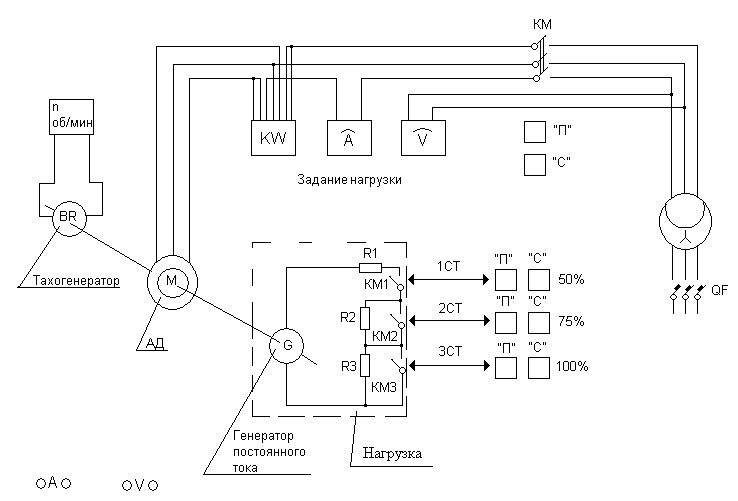 КМ
n
об/мин
KW
A
V
"П"
"С"
Задание нагрузки
BR
Тахогенератор
M
АД
R1
КМ1
1СТ
"П" "С"
50%
QF
R2
КМ2
2СТ
"П" "С"
75%
G
R3
КМ3
3СТ
"П" "С"
100%
Генератор
постоянного
тока
Нагрузка
A V